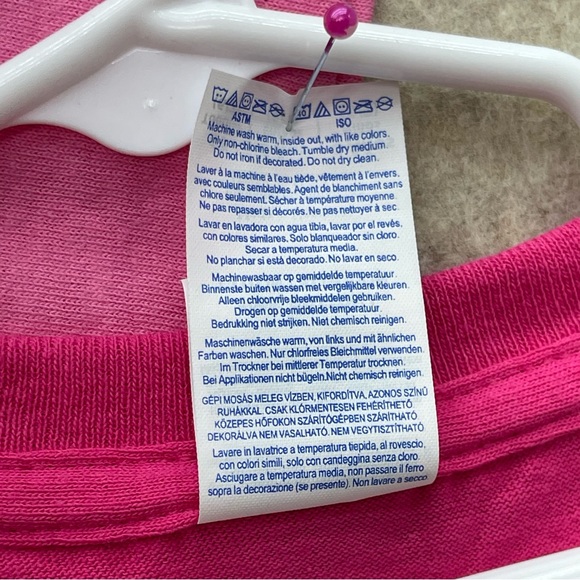 ASTM ISO
Machine wash warm, inside out, with like colors.
Only non-chlorine bleach. Tumble dry medium.
Do not iron if decorated. Do not dry clean.
Laver à la machine à l'eau tiède, vêtement à l'envers,
avec couleurs semblables. Agent de blanchiment sans
chlore seulement. Sécher à température moyenne.
Ne pas repasser si décorés. Ne pas nettoyer à sec.
Lavar en lavadora con agua tibia, lavar por el revés,
con colores similares. Solo blanqueador sin cloro.
Secar a temperatura media.
No planchar si está decorado. No lavar en seco.
Machinewasbaar op gemiddelde temperatuur.
Binnenste buiten wassen met vergelijkbare kleuren.
Alleen chloorvrije bleekmiddelen gebruiken.
Drogen op gemiddelde temperatuur.
Bedrukking niet strijken. Niet chemisch reinigen.
Maschinenwäsche warm, von links und mit ähnlichen
Farben waschen. Nur chlorfreies Bleichmittel verwenden.
Im Trockner bei mittlerer Temperatur trocknen.
Bei Applikationen nicht bügeln.Nicht chemisch reinigen.
GÉPI MOSÁS MELEG VÍZBEN, KIFORDÍTVA, AZONOS SZÍNŰ
RUHÁKKAL. CSAK KLÓRMENTESEN FEHÉRÍTHETŐ.
KÖZEPES HŐFOKON SZÁRÍTÓGÉPBEN SZÁRÍTHATÓ.
DEKORÁLVA NEM VASALHATÓ. NEM VEGYTISZTÍTHATÓ
Lavare in lavatrice a temperatura tiepida, al rovescio,
con colori simili, solo con candeggina senza cloro.
Asciugare a temperatura media, non passare il ferro
sopra la decorazione (se presente). Non lavare a secco.